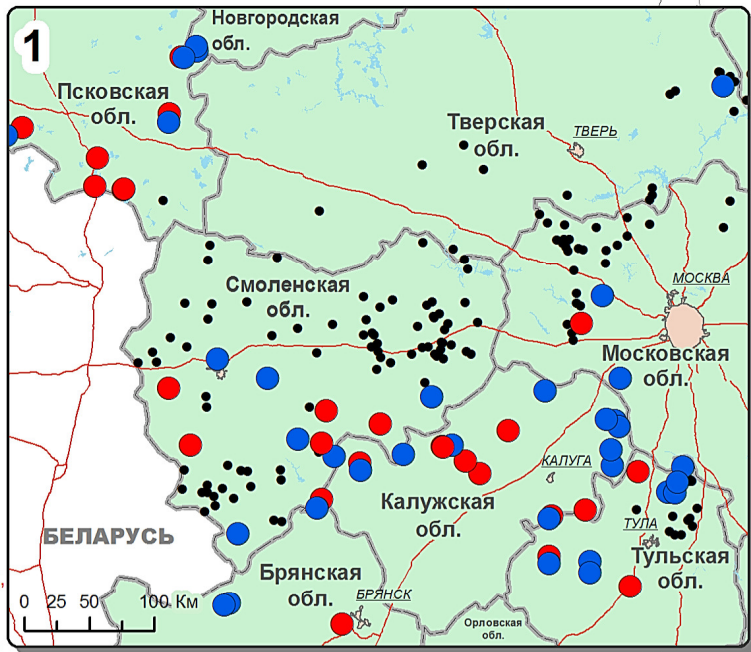 1
Новгородская
обл.
Псковская
обл.
Тверская
обл.
ТВЕРЬ
Смоленская
обл.
МОСКВА
Московская
обл.
КАЛУГА
Калужская
обл.
ТУЛА
Тульская
обл.
БЕЛАРУСЬ
Брянская
обл.
БРЯНСК
Орловская
обл.
0 25 50 100 Км